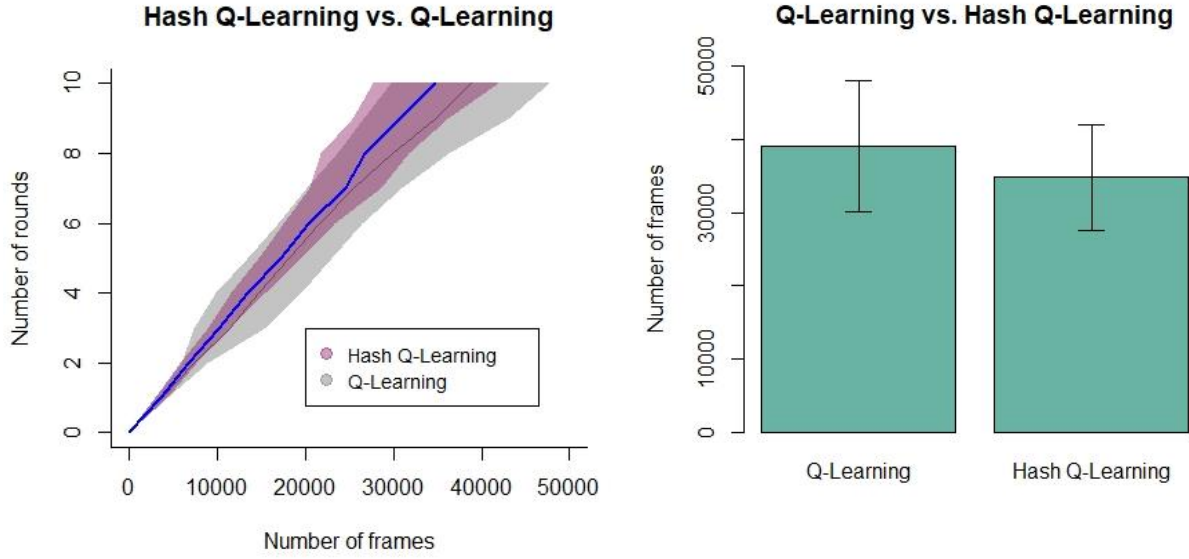 Hash Q-Learning vs. Q-Learning
Number of rounds
10
8
6
4
2
0
Hash Q-Learning
Q-Learning
0 10000 20000 30000 40000 50000
Number of frames
Q-Learning vs. Hash Q-Learning
Number of frames
50000
30000
10000
0
Q-Learning Hash Q-Learning